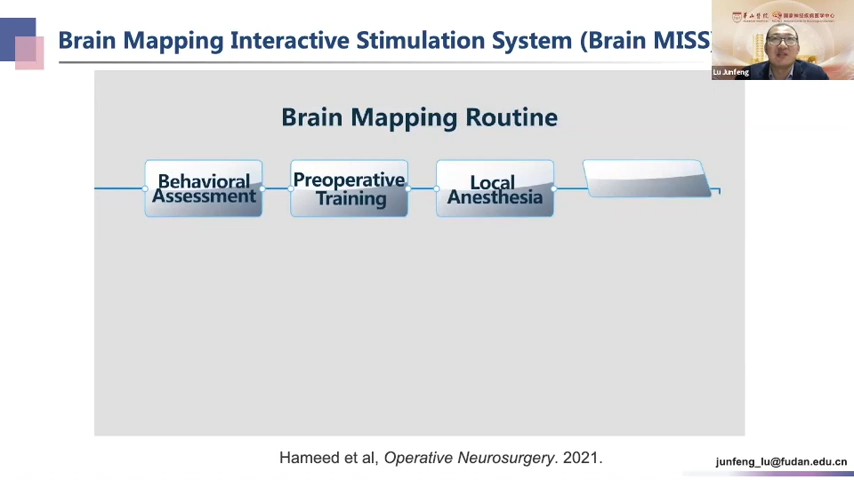 Brain Mapping Interactive Stimulation System (Brain MISS)
Lu Junfeng
Brain Mapping Routine
Behavioral
Assessment
Preoperative
Training
Local
Anesthesia
Hameed et al, Operative Neurosurgery. 2021.
junfeng_lu@fudan.edu.cn